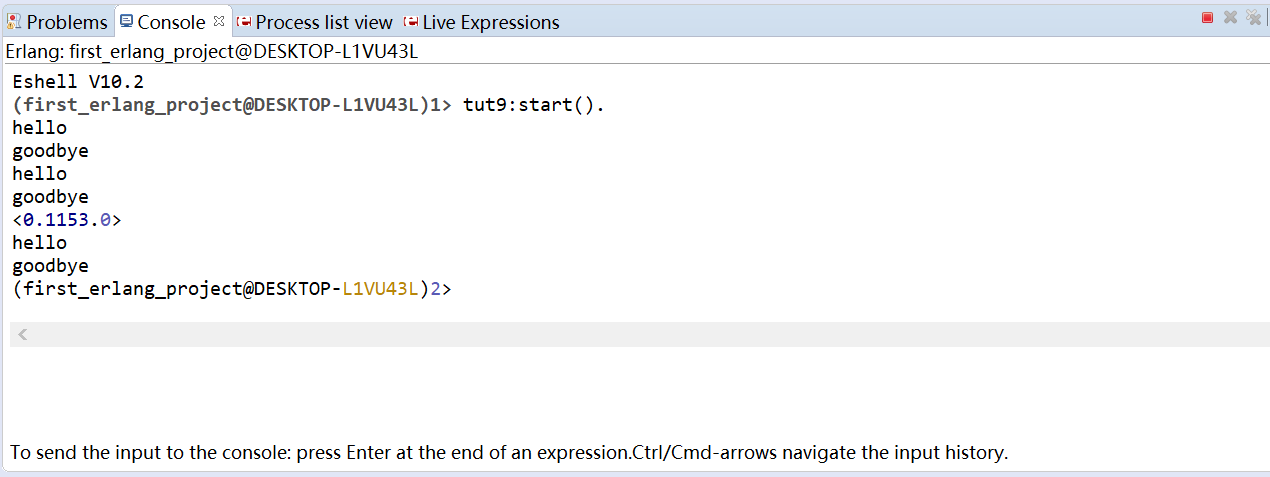 Problems Console Process list view Live Expressions
Erlang: first_erlang_project@DESKTOP-L1VU43L
Eshell V10.2
(first_erlang_project@DESKTOP-L1VU43L)1> tut9:start().
hello
goodbye
hello
goodbye
<0.1153.0>
hello
goodbye
(first_erlang_project@DESKTOP-L1VU43L)2>
To send the input to the console: press Enter at the end of an expression.Ctrl/Cmd-arrows navigate the input history.